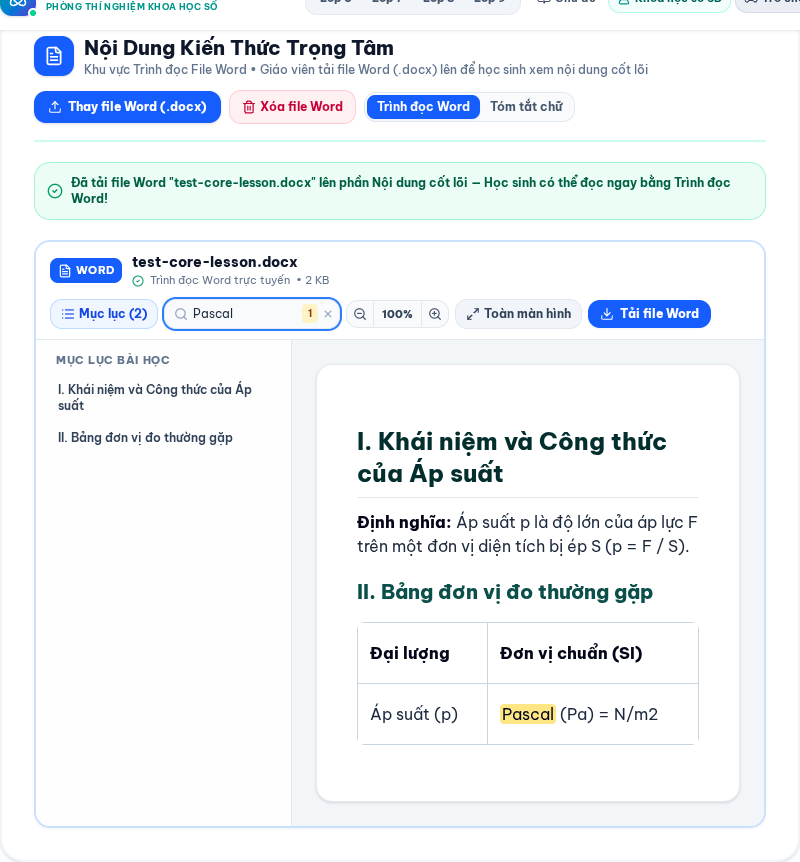 PHÒNG THÍ NGHIỆM KHOA HỌC SỐ
Nội Dung Kiến Thức Trọng Tâm
Khu vực Trình đọc File Word • Giáo viên tải file Word (.docx) lên để học sinh xem nội dung cốt lõi
Thay file Word (.docx) Xóa file Word Trình đọc Word Tóm tắt chữ
Đã tải file Word "test-core-lesson.docx" lên phần Nội dung cốt lõi — Học sinh có thể đọc ngay bằng Trình đọc
Word!
WORD
test-core-lesson.docx
Trình đọc Word trực tuyến • 2 KB
Mục lục (2) Pascal 1 × 100% Toàn màn hình Tải file Word
MỤC LỤC BÀI HỌC
I. Khái niệm và Công thức của Áp
suất
II. Bảng đơn vị đo thường gặp
I. Khái niệm và Công thức
của Áp suất
Định nghĩa: Áp suất p là độ lớn của áp lực F
trên một đơn vị diện tích bị ép S (p = F / S).
II. Bảng đơn vị đo thường gặp
Đại lượng Đơn vị chuẩn (SI)
Áp suất (p) Pascal (Pa) = N/m2